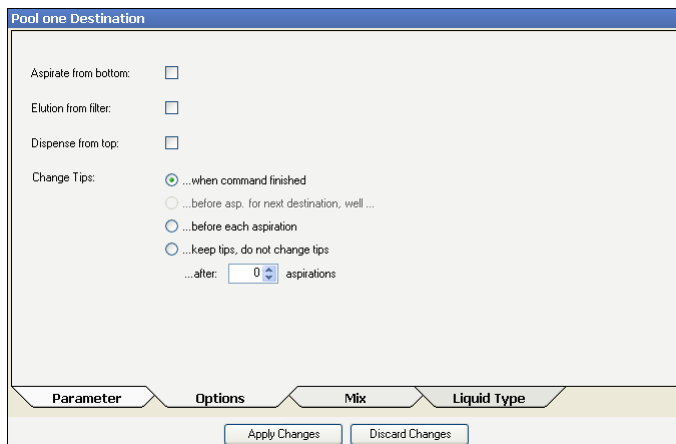 Pool one Destination
Aspirate from bottom:
Elution from filter:
Dispense from top:
Change Tips:
...when command finished
...before asp. for next destination, well ...
...before each aspiration
...keep tips, do not change tips
...after: 0 aspirations
Parameter Options Mix Liquid Type
Apply Changes Discard Changes